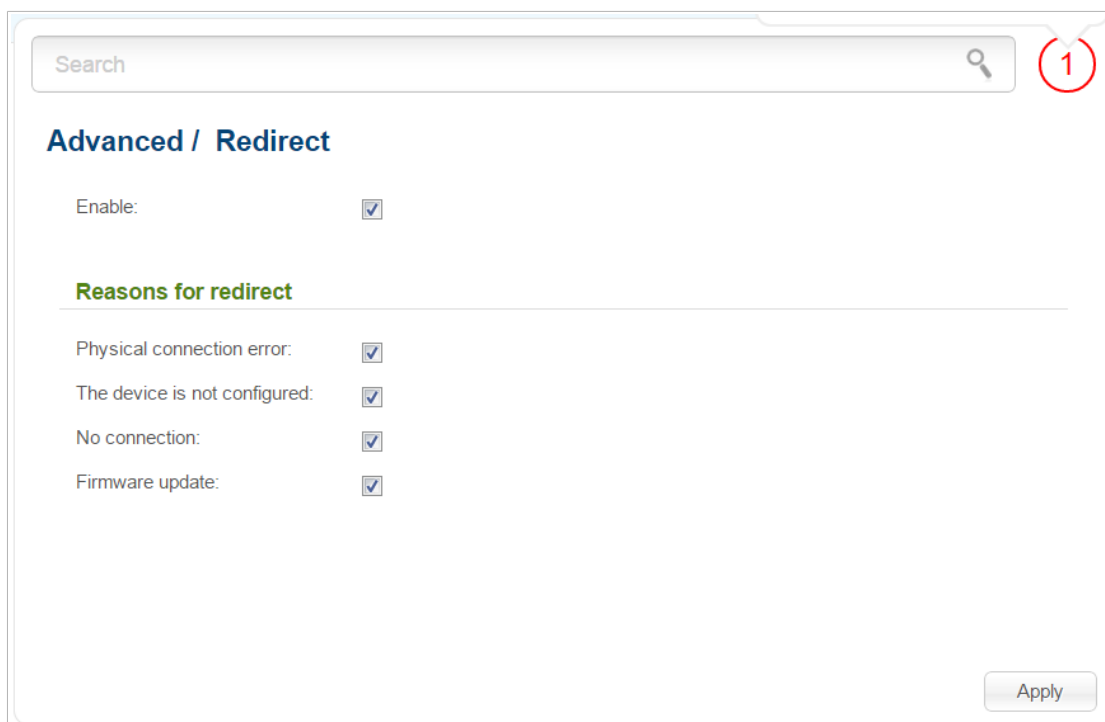 Search
1
Advanced / Redirect
Enable:
Reasons for redirect
Physical connection error:
The device is not configured:
No connection:
Firmware update:
Apply